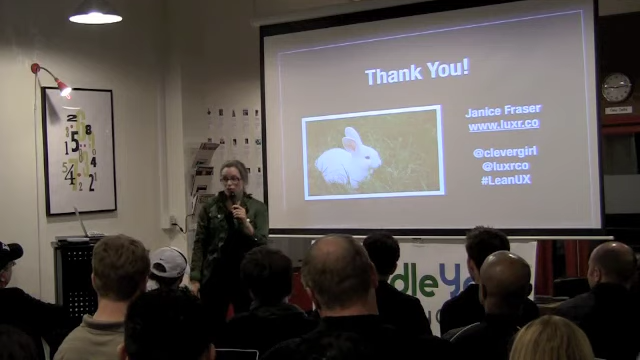 Thank You!
Janice Fraser
www.luxr.co
@clevergirl
@luxrco
#LeanUX